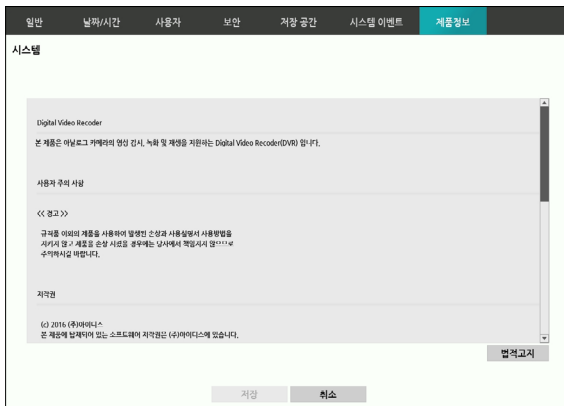 일반 날짜/시간 사용자 보안 저장 공간 시스템 이벤트 제품정보
시스템
Digital Video Recorder
본 제품은 아날로그 카메라의 영상 감시, 녹화 및 재생을 지원하는 Digital Video Recorder(DVR) 입니다.
사용자 주의 사항
<< 경고 >>
규격품 이외의 제품을 사용하여 발생된 손상과 사용설명서 사용방법을
지키지 않고 제품을 손상 시켰을 경우에는 당사에서 책임지지 않으므로
주의하시길 바랍니다.
저작권
(c) 2016 (주)아이디스
본 제품에 탑재되어 있는 소프트웨어 저작권은 (주)아이디스에 있습니다.
법적고지
저장 취소